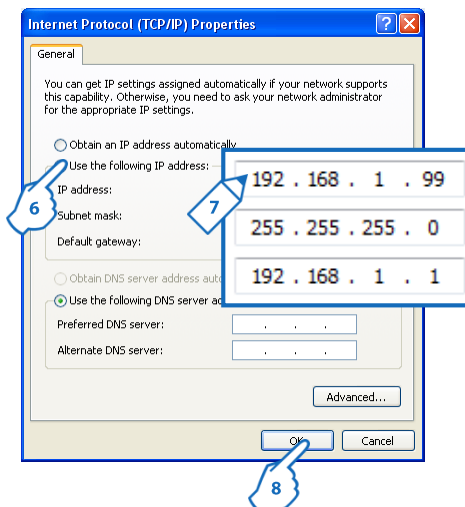 Internet Protocol (TCP/IP) Properties
General
You can get IP settings assigned automatically if your network supports
this capability. Otherwise, you need to ask your network administrator
for the appropriate IP settings.
Obtain an IP address automatically
Use the following IP address:
IP address:
192 . 168 . 1 . 99
6
7
Subnet mask:
255 . 255 . 255 . 0
Default gateway:
192 . 168 . 1 . 1
Obtain DNS server address
Use the following DNS server
Preferred DNS server:
. . .
Alternate DNS server:
. . .
Advanced...
OK
Cancel
8